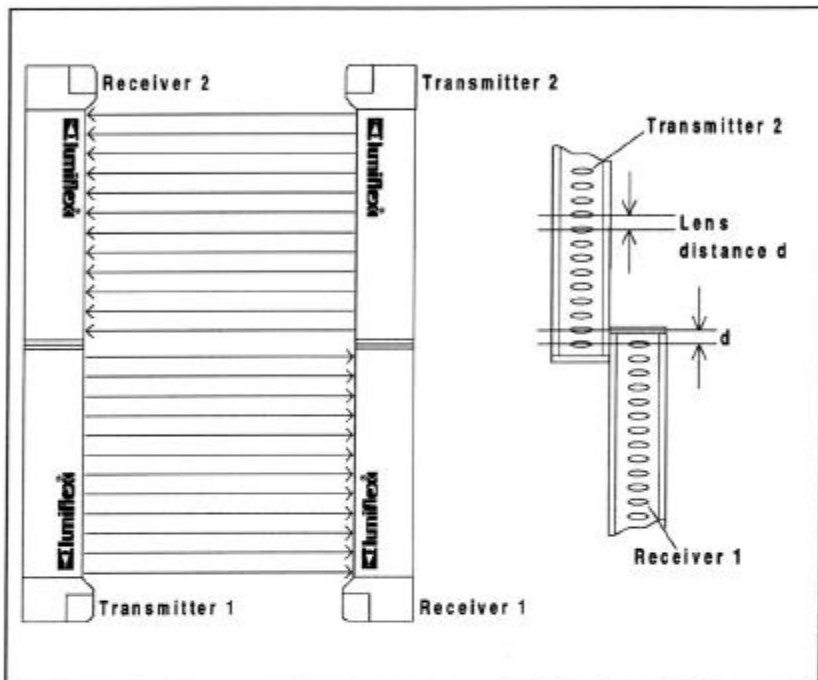 Receiver 2
Transmitter 2
lumiflex
lumiflex
Transmitter 2
Lens
distance d
d
lumiflex
lumiflex
Receiver 1
Transmitter 1
Receiver 1